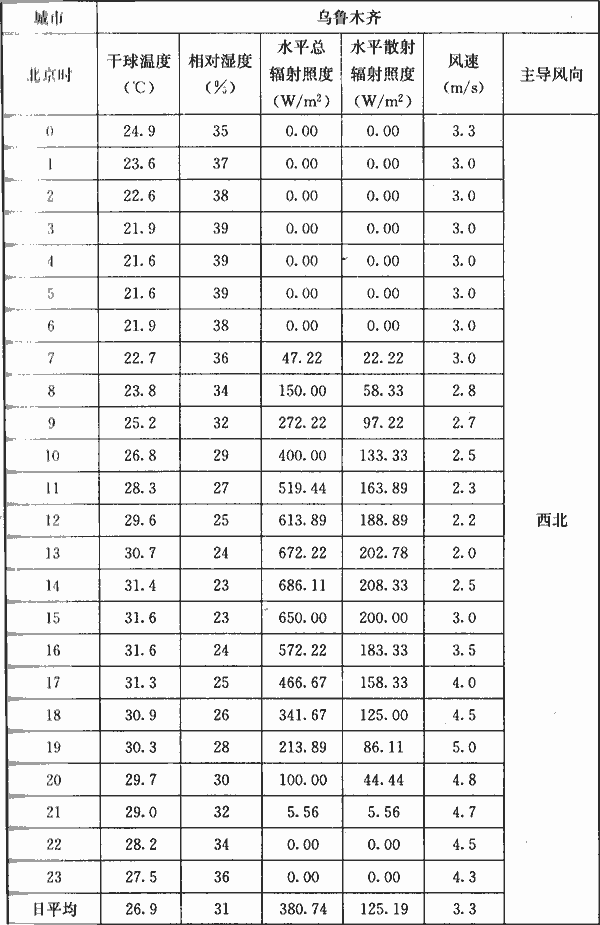 城市 乌鲁木齐
北京时 干球温度(℃) 相对湿度(%) 水平总辐射照度(W/m²) 水平散射辐射照度(W/m²) 风速(m/s) 主导风向
0 24.9 35 0.00 0.00 3.3
1 23.6 37 0.00 0.00 3.0
2 22.6 38 0.00 0.00 3.0
3 21.9 39 0.00 0.00 3.0
4 21.6 39 0.00 0.00 3.0
5 21.6 39 0.00 0.00 3.0
6 21.9 38 0.00 0.00 3.0
7 22.7 36 47.22 22.22 3.0
8 23.8 34 150.00 58.33 2.8
9 25.2 32 272.22 97.22 2.7
10 26.8 29 400.00 133.33 2.5
11 28.3 27 519.44 163.89 2.3
12 29.6 25 613.89 188.89 2.2 西北
13 30.7 24 672.22 202.78 2.0
14 31.4 23 686.11 208.33 2.5
15 31.6 23 650.00 200.00 3.0
16 31.6 24 572.22 183.33 3.5
17 31.3 25 466.67 158.33 4.0
18 30.9 26 341.67 125.00 4.5
19 30.3 28 213.89 86.11 5.0
20 29.7 30 100.00 44.44 4.8
21 29.0 32 5.56 5.56 4.7
22 28.2 34 0.00 0.00 4.5
23 27.5 36 0.00 0.00 4.3
日平均 26.9 31 380.74 125.19 3.3